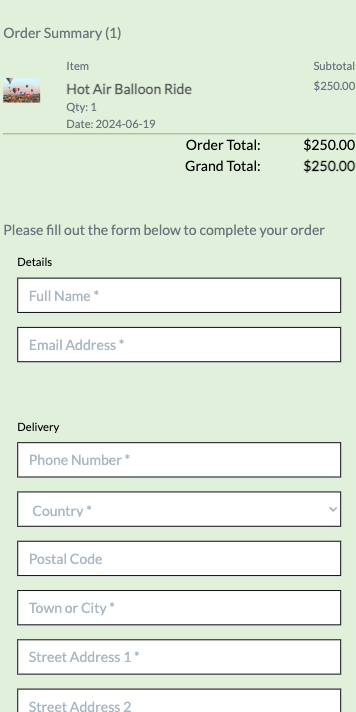 Order Summary (1)
Item Subtotal
Hot Air Balloon Ride $250.00
Qty: 1
Date: 2024-06-19
Order Total: $250.00
Grand Total: $250.00
Please fill out the form below to complete your order
Details
Full Name *
Email Address *
Delivery
Phone Number *
Country *
Postal Code
Town or City *
Street Address 1 *
Street Address 2